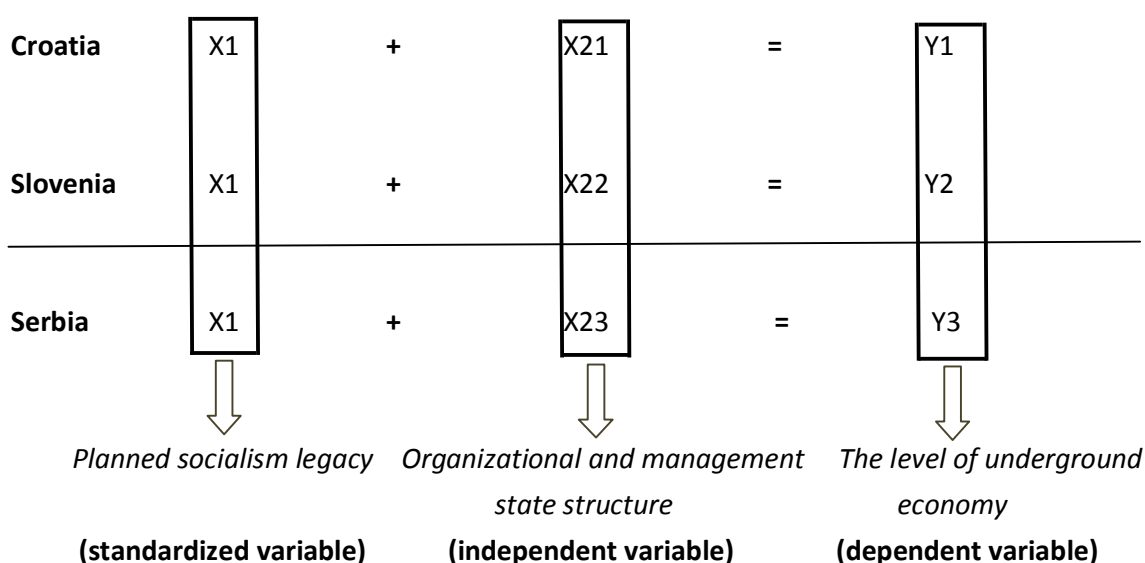 Croatia X1 + X21 = Y1
Slovenia X1 + X22 = Y2
Serbia X1 + X23 = Y3
Planned socialism legacy Organizational and management The level of underground
state structure economy
(standardized variable) (independent variable) (dependent variable)